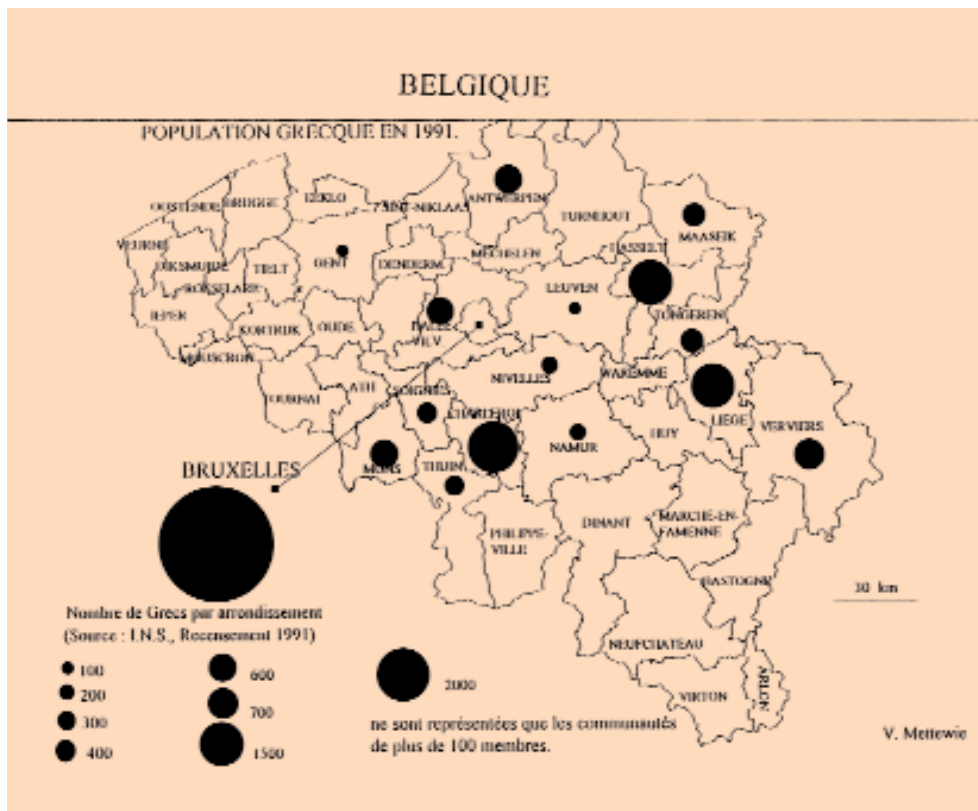 BELGIQUE
POPULATION GRECQUE EN 1991.
OOSTENDE
BRUGGE
EEKLO
SINT-NIKLAAS
ANTWERPEN
TURNHOUT
MAASEIK
VEURNE
DIKSMUIDE
TIELT
GENT
DENDERM.
MECHELEN
HASSELT
ROESELARE
LEUVEN
IEPER
KORTRIJK
OUDE.
HALLE
VILV
TONGEREN
MOUSCRON
ATH
NIVELLES
WAREMME
TOURNAI
SOIGNIES
CHARLEROI
LIEGE
VERVIERS
BRUXELLES
MONS
THUIN
NAMUR
HUY
PHILIPPE-
VILLE
DINANT
MARCHE-EN-
FAMENNE
BASTOGNE
30 km
NEUFCHATEAU
VIRTON
ARLON
Nombre de Grecs par arrondissement
(Source : I.N.S., Recensement 1991)
100
200
300
400
600
700
1500
2000
ne sont représentées que les communautés
de plus de 100 membres.
V. Mettewie